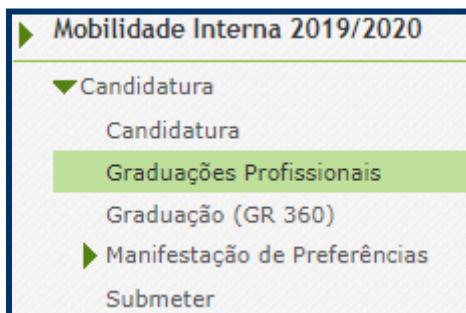 Mobilidade Interna 2019/2020
Candidatura
Candidatura
Graduações Profissionais
Graduação (GR 360)
Manifestação de Preferências
Submeter